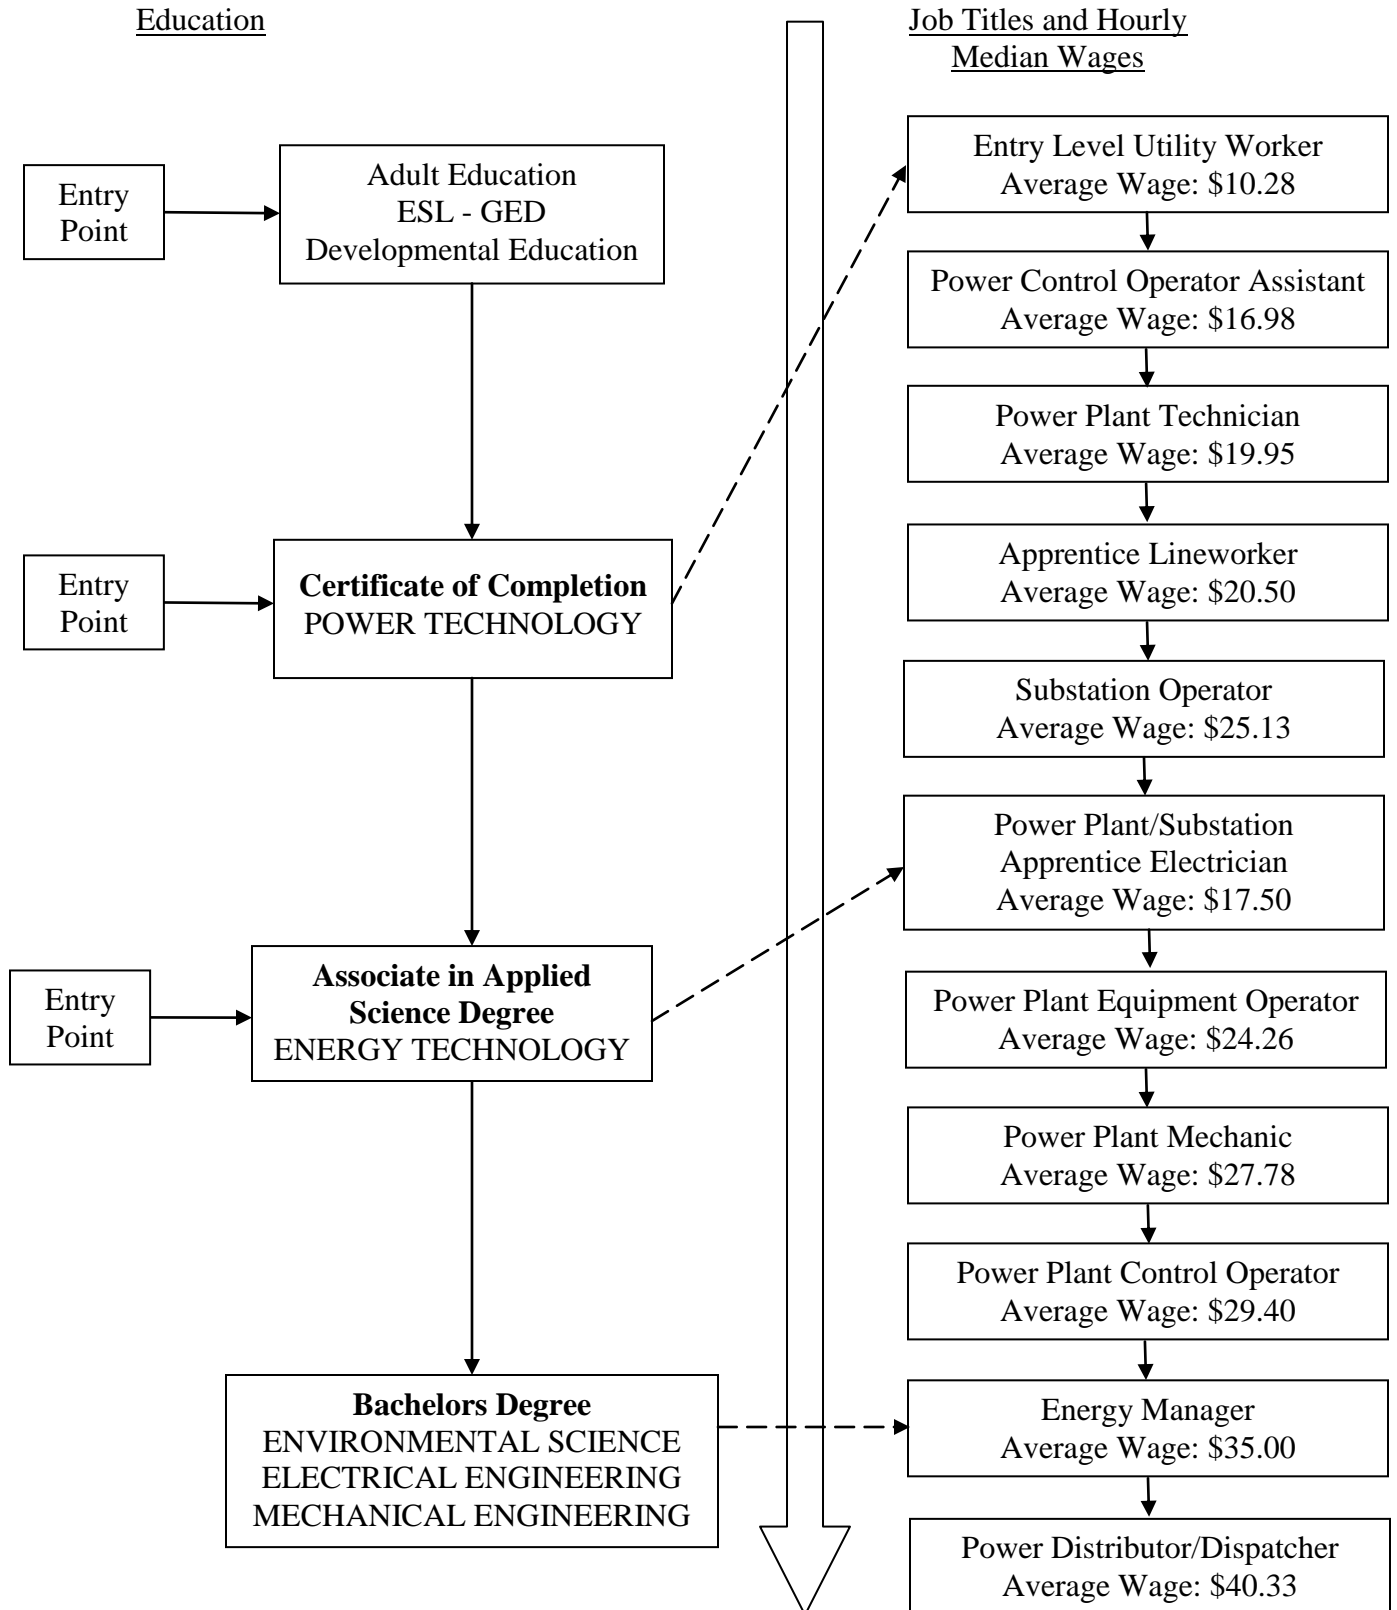 Education
Job Titles and Hourly
Median Wages
Entry
Point
Adult Education
ESL - GED
Developmental Education
Entry
Point
Certificate of Completion
POWER TECHNOLOGY
Entry
Point
Associate in Applied
Science Degree
ENERGY TECHNOLOGY
Bachelors Degree
ENVIRONMENTAL SCIENCE
ELECTRICAL ENGINEERING
MECHANICAL ENGINEERING
Entry Level Utility Worker
Average Wage: $10.28
Power Control Operator Assistant
Average Wage: $16.98
Power Plant Technician
Average Wage: $19.95
Apprentice Lineworker
Average Wage: $20.50
Substation Operator
Average Wage: $25.13
Power Plant/Substation
Apprentice Electrician
Average Wage: $17.50
Power Plant Equipment Operator
Average Wage: $24.26
Power Plant Mechanic
Average Wage: $27.78
Power Plant Control Operator
Average Wage: $29.40
Energy Manager
Average Wage: $35.00
Power Distributor/Dispatcher
Average Wage: $40.33